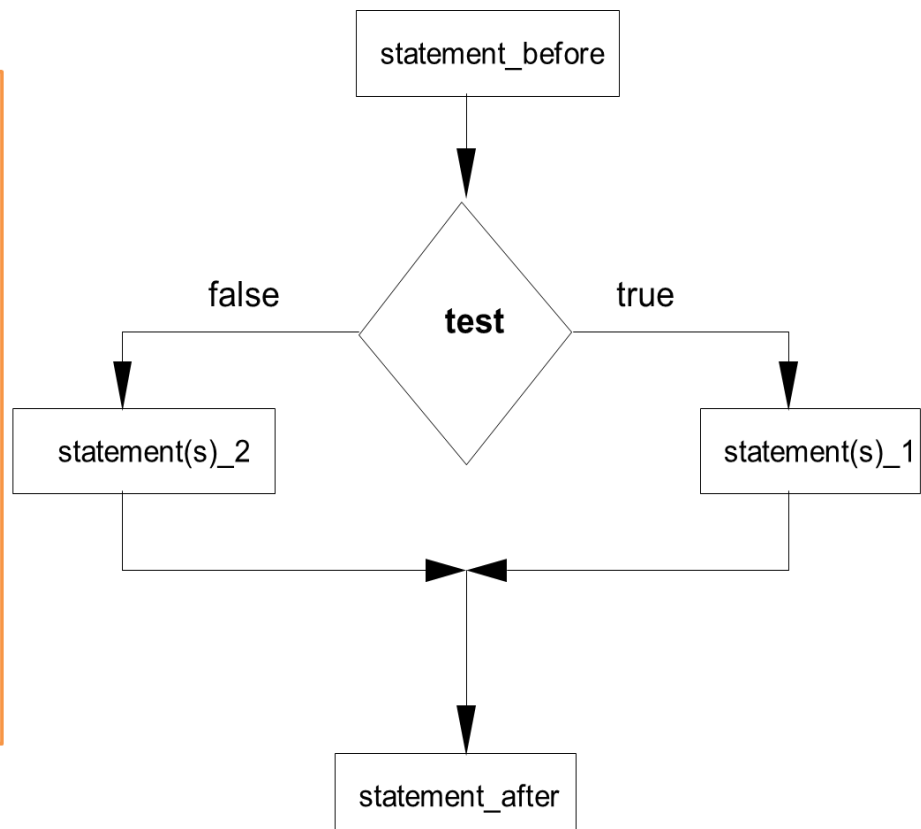 statement_before
false
true
test
statement(s)_2
statement(s)_1
statement_after